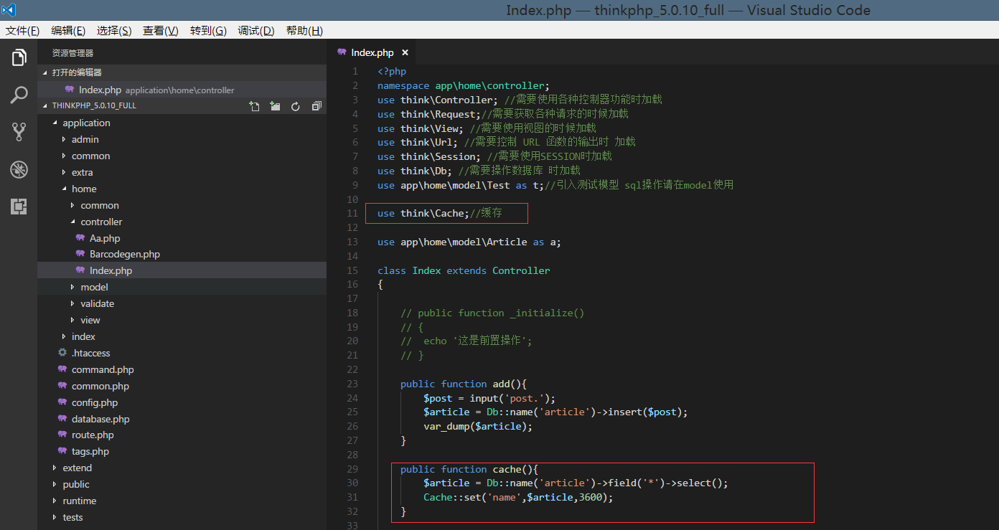 Index.php — thinkphp_5.0.10_full — Visual Studio Code
文件(F) 编辑(E) 选择(S) 查看(V) 转到(G) 调试(D) 帮助(H)
资源管理器
打开的编辑器
Index.php application\home\controller
THINKPHP_5.0.10_FULL
application
admin
common
extra
home
common
controller
Aa.php
Barcodegen.php
Index.php
model
validate
view
index
.htaccess
command.php
common.php
config.php
database.php
route.php
tags.php
extend
public
runtime
tests
Index.php ×
1 <?php
2 namespace app\home\controller;
3 use think\Controller; //需要使用各种控制器功能时加载
4 use think\Request;//需要获取各种请求的时候加载
5 use think\View; //需要使用视图的时候加载
6 use think\Url; //需要控制 URL 函数的输出时 加载
7 use think\Session; //需要使用SESSION时加载
8 use think\Db; //需要操作数据库 时加载
9 use app\home\model\Test as t;//引入测试模型 sql操作请在model使用
10
11 use think\Cache;//缓存
12
13 use app\home\model\Article as a;
14
15 class Index extends Controller
16 {
17
18 // public function _initialize()
19 // {
20 //  echo '这是前置操作';
21 // }
22
23 public function add(){
24 $post = input('post.');
25 $article = Db::name('article')->insert($post);
26 var_dump($article);
27 }
28
29 public function cache(){
30 $article = Db::name('article')->field('*')->select();
31 Cache::set('name',$article,3600);
32 }
33